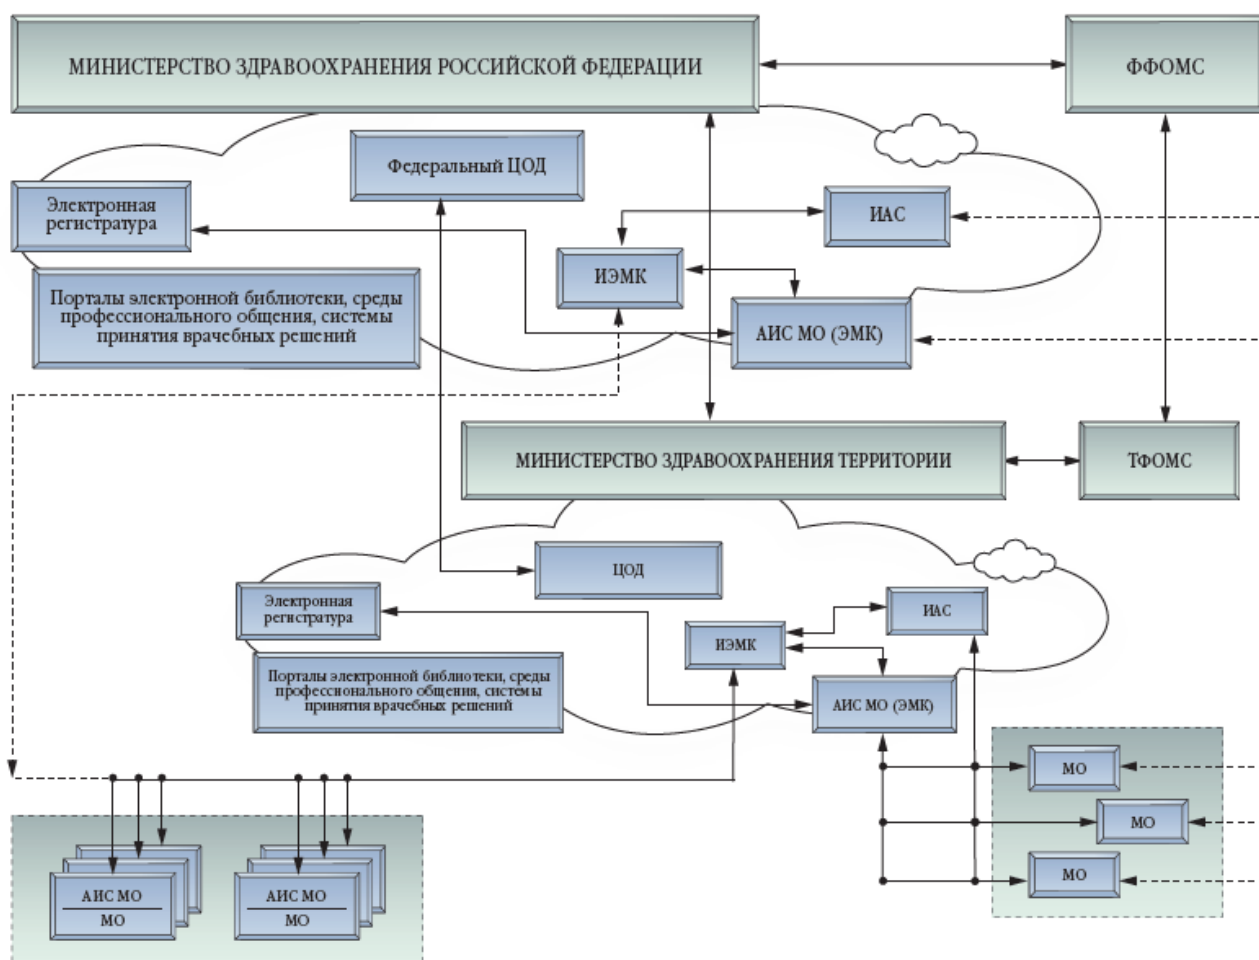 МИНИСТЕРСТВО ЗДРАВООХРАНЕНИЯ РОССИЙСКОЙ ФЕДЕРАЦИИ
ФФОМС
Федеральный ЦОД
Электронная
регистратура
ИАС
ИЭМК
Порталы электронной библиотеки, среды
профессионального общения, системы
принятия врачебных решений
АИС МО (ЭМК)
МИНИСТЕРСТВО ЗДРАВООХРАНЕНИЯ ТЕРРИТОРИИ
ТФОМС
ЦОД
Электронная
регистратура
ИАС
ИЭМК
Порталы электронной библиотеки, среды
профессионального общения, системы
принятия врачебных решений
АИС МО (ЭМК)
МО
МО
МО
АИС МО
МО
АИС МО
МО